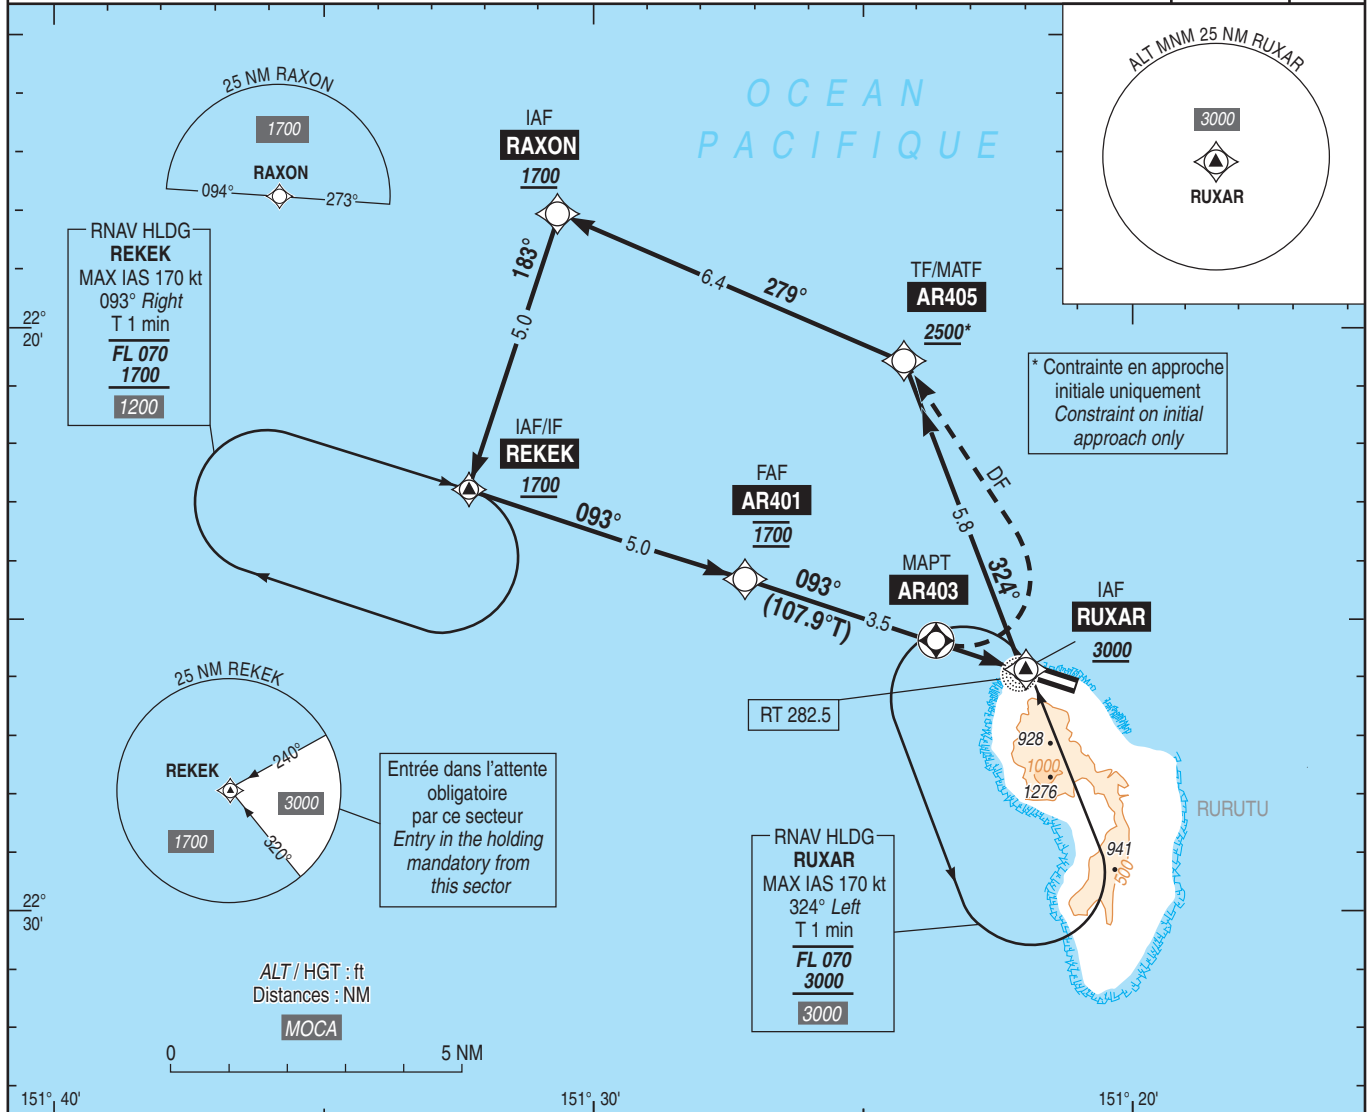 25 NM RAXON
1700
RAXON
094°
273°
OCEAN
PACIFIQUE
ALT MNM 25 NM RUXAR
3000
RUXAR
IAF
RAXON
1700
RNAV HLDG
REKEK
MAX IAS 170 kt
093° Right
T 1 min
FL 070
1700
1200
183°
5.0
6.4
279°
TF/MATF
AR405
2500*
* Contrainte en approche
initiale uniquement
Constraint on initial
approach only
22°
20'
IAF/IF
REKEK
1700
093°
5.0
FAF
AR401
1700
093°
(107.9°T)
3.5
MAPT
AR403
DF
5.8
324°
IAF
RUXAR
3000
RT 282.5
25 NM REKEK
REKEK
240°
3000
1700
320°
Entrée dans l'attente
obligatoire
par ce secteur
Entry in the holding
mandatory from
this sector
928
1000
1276
941
500
RURUTU
RNAV HLDG
RUXAR
MAX IAS 170 kt
324° Left
T 1 min
FL 070
3000
3000
22°
30'
ALT / HGT : ft
Distances : NM
MOCA
0
5 NM
151° 40'
151° 30'
151° 20'